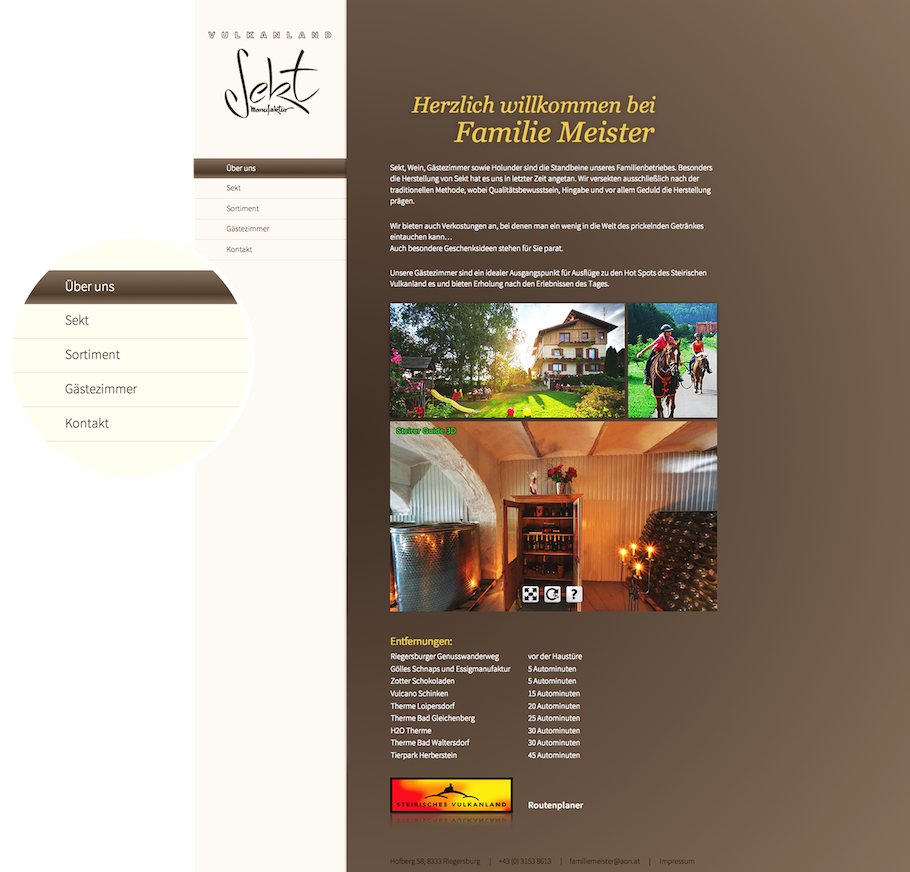 VULKANLAND
Sekt
Manufaktur
Über uns
Sekt
Sortiment
Gästezimmer
Kontakt
Über uns
Sekt
Sortiment
Gästezimmer
Kontakt
Herzlich willkommen bei
Familie Meister
Sekt, Wein, Gästezimmer sowie Holunder sind die Standbeine unseres Familienbetriebes. Besonders
die Herstellung von Sekt hat es uns in letzter Zeit angetan. Wir versekten ausschließlich nach der
traditionellen Methode, wobei Qualitätsbewusstsein, Hingabe und vor allem Geduld die Herstellung
prägen.
Wir bieten auch Verkostungen an, bei denen man ein wenig in die Welt des prickelnden Getränkes
eintauchen kann...
Auch besondere Geschenksideen stehen für Sie parat.
Unsere Gästezimmer sind ein idealer Ausgangspunkt für Ausflüge zu den Hot Spots des Steirischen
Vulkanland es und bieten Erholung nach den Erlebnissen des Tages.
Steirer Guide 3D
?
Entfernungen:
Riegersburger Genusswanderweg vor der Haustüre
Gölles Schnaps und Essigmanufaktur 5 Autominuten
Zotter Schokoladen 5 Autominuten
Vulcano Schinken 15 Autominuten
Therme Loipersdorf 20 Autominuten
Therme Bad Gleichenberg 25 Autominuten
H2O Therme 30 Autominuten
Therme Bad Waltersdorf 30 Autominuten
Tierpark Herberstein 45 Autominuten
STEIRISCHES VULKANLAND
Routenplaner
Hofberg 58, 8333 Riegersburg | +43 (0) 3153 8613 | familiemeister@aon.at | Impressum